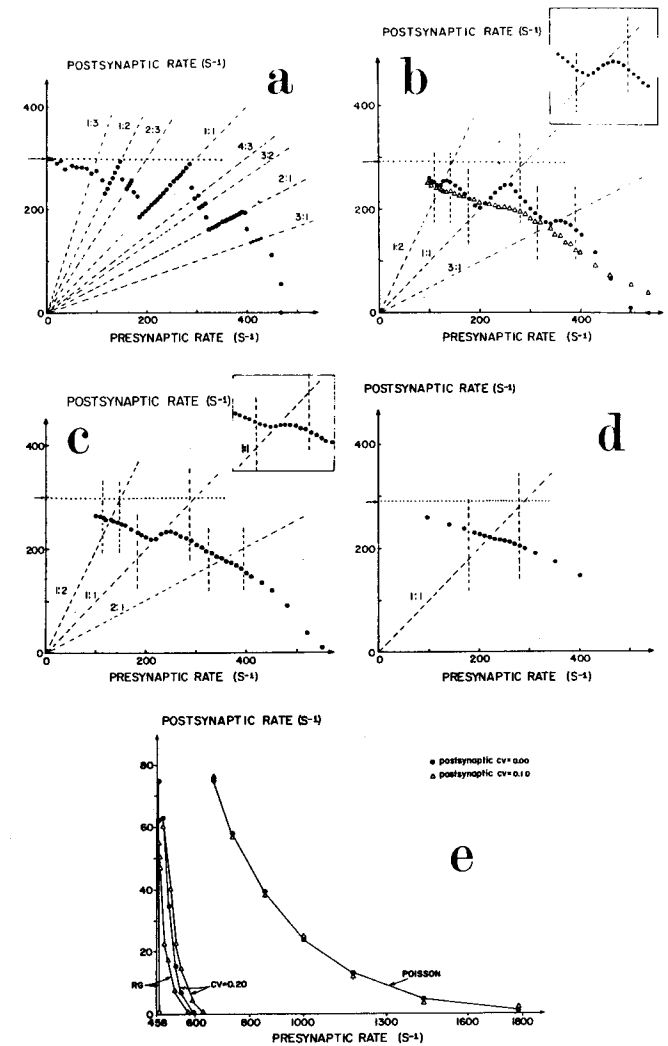 POSTSYNAPTIC RATE (S-1)
a
400
200
0
1:3
1:2
2:3
1:1
4:3
3:2
2:1
3:1
0
200
400
PRESYNAPTIC RATE (S-1)
POSTSYNAPTIC RATE (S-1)
b
400
200
0
1:2
1:1
3:1
0
200
400
PRESYNAPTIC RATE (S-1)
POSTSYNAPTIC RATE (S-1)
c
1:1
400
200
0
1:2
1:1
2:1
0
200
400
PRESYNAPTIC RATE (S-1)
POSTSYNAPTIC RATE (S-1)
d
400
200
0
1:1
0
200
400
PRESYNAPTIC RATE (S-1)
POSTSYNAPTIC RATE (S-1)
e
● postsynaptic CV=0.00
△ postsynaptic CV=0.10
80
60
40
20
0
RG
CV=0.20
POISSON
458 600 800 1000 1300 1600 1800
PRESYNAPTIC RATE (S-1)